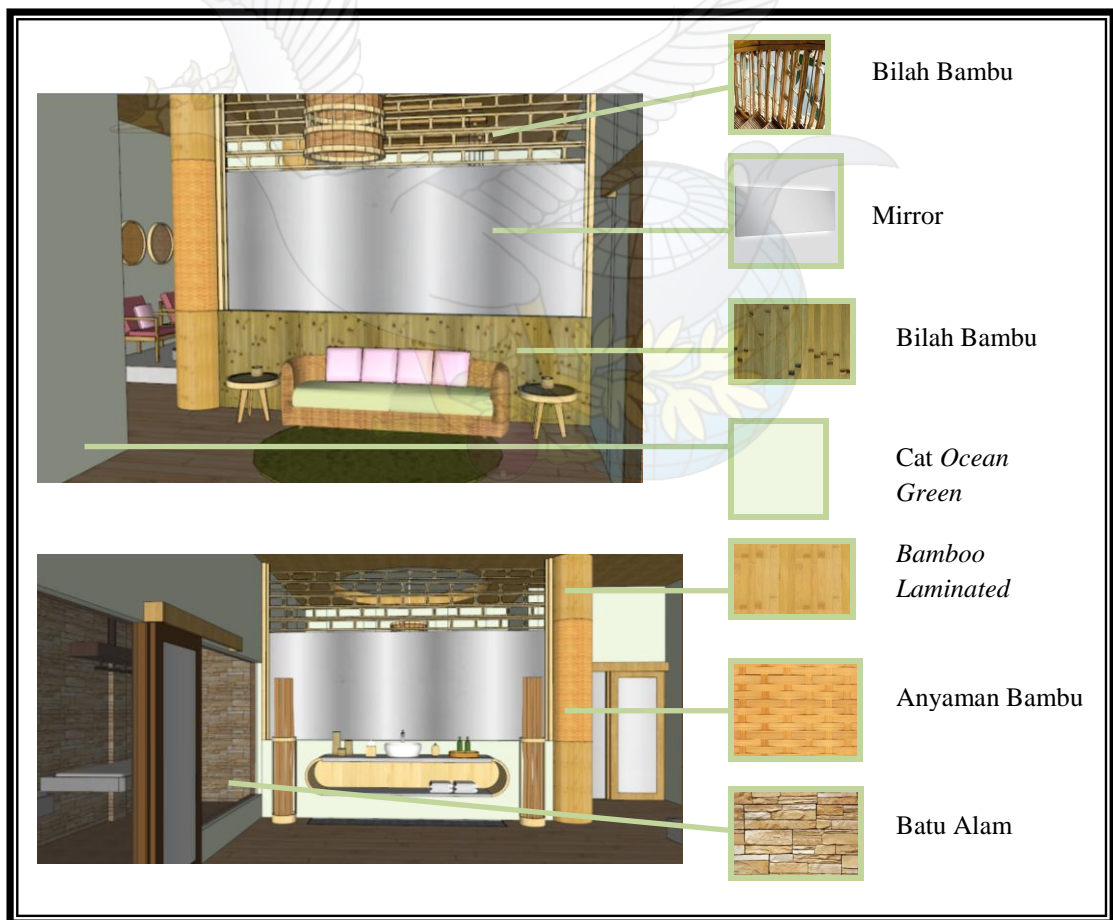 Bilah Bambu
Mirror
Bilah Bambu
Cat Ocean
Green
Bamboo
Laminated
Anyaman Bambu
Batu Alam